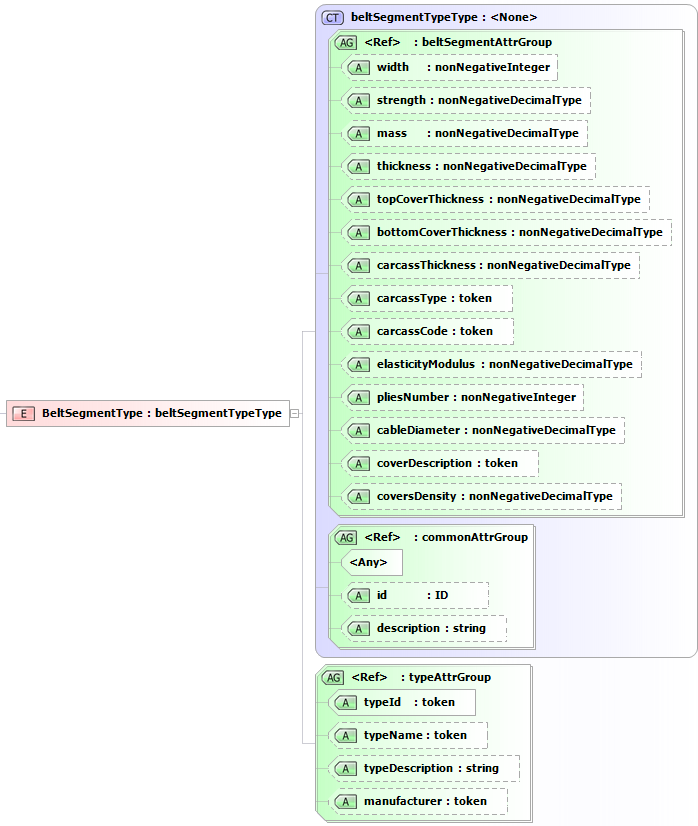 CT beltSegmentTypeType : <None>
AG <Ref> : beltSegmentAttrGroup
A width : nonNegativeInteger
A strength : nonNegativeDecimalType
A mass : nonNegativeDecimalType
A thickness : nonNegativeDecimalType
A topCoverThickness : nonNegativeDecimalType
A bottomCoverThickness : nonNegativeDecimalType
A carcassThickness : nonNegativeDecimalType
A carcassType : token
A carcassCode : token
A elasticityModulus : nonNegativeDecimalType
A pliesNumber : nonNegativeInteger
E BeltSegmentType : beltSegmentTypeType
A cableDiameter : nonNegativeDecimalType
A coverDescription : token
A coversDensity : nonNegativeDecimalType
AG <Ref> : commonAttrGroup
<Any>
A id : ID
A description : string
AG <Ref> : typeAttrGroup
A typeId : token
A typeName : token
A typeDescription : string
A manufacturer : token